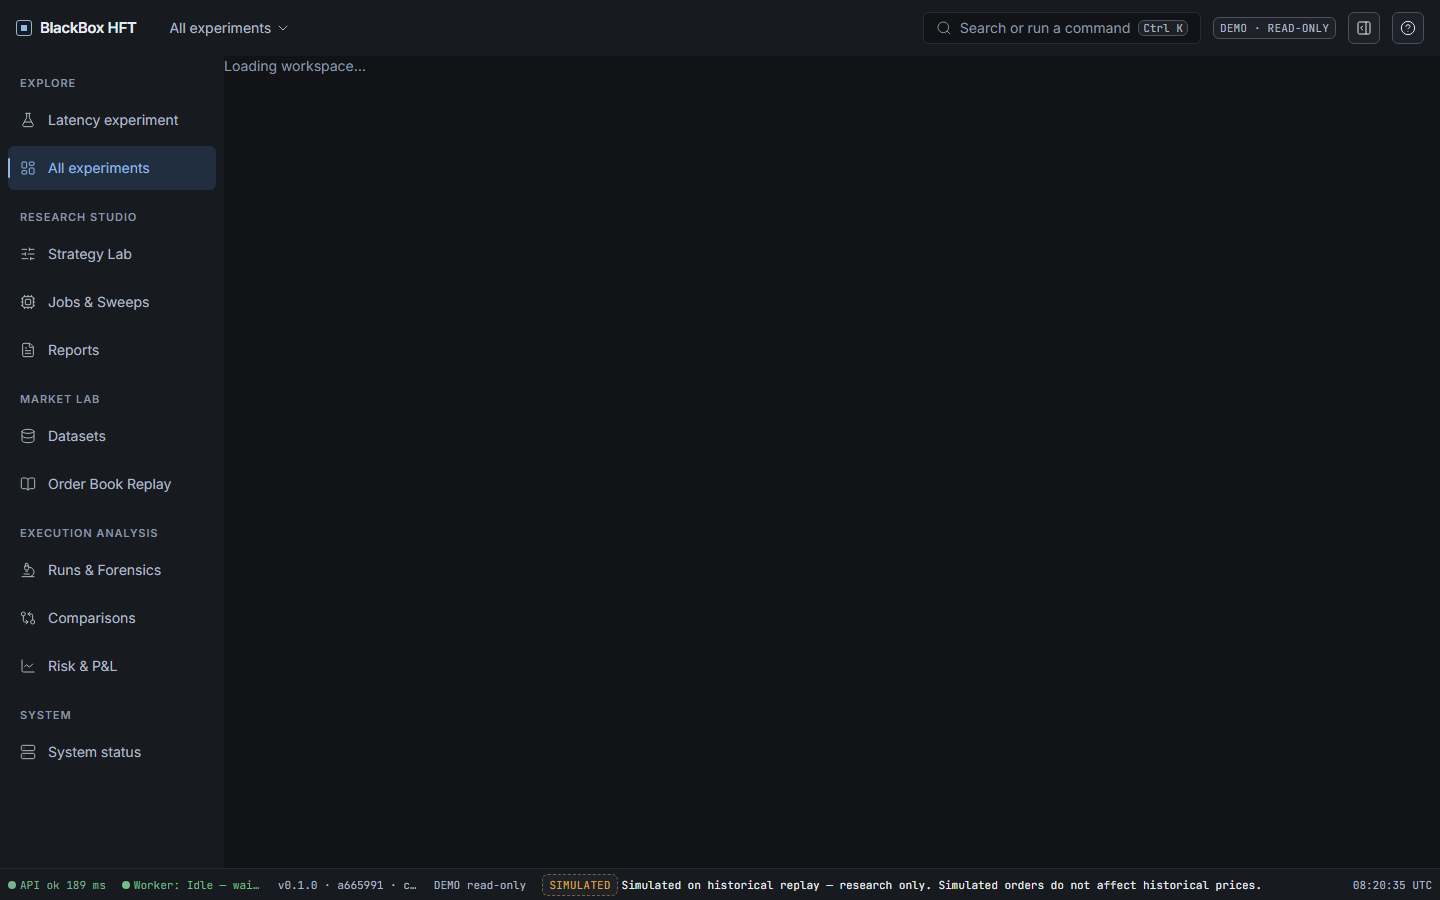 BlackBox HFT
All experiments
Search or run a command
Ctrl K
DEMO · READ-ONLY
EXPLORE
Latency experiment
All experiments
RESEARCH STUDIO
Strategy Lab
Jobs & Sweeps
Reports
MARKET LAB
Datasets
Order Book Replay
EXECUTION ANALYSIS
Runs & Forensics
Comparisons
Risk & P&L
SYSTEM
System status
Loading workspace...
API ok 189 ms
Worker: Idle — wai…
v0.1.0 · a665991 · c…
DEMO read-only
SIMULATED
Simulated on historical replay — research only. Simulated orders do not affect historical prices.
08:20:35 UTC